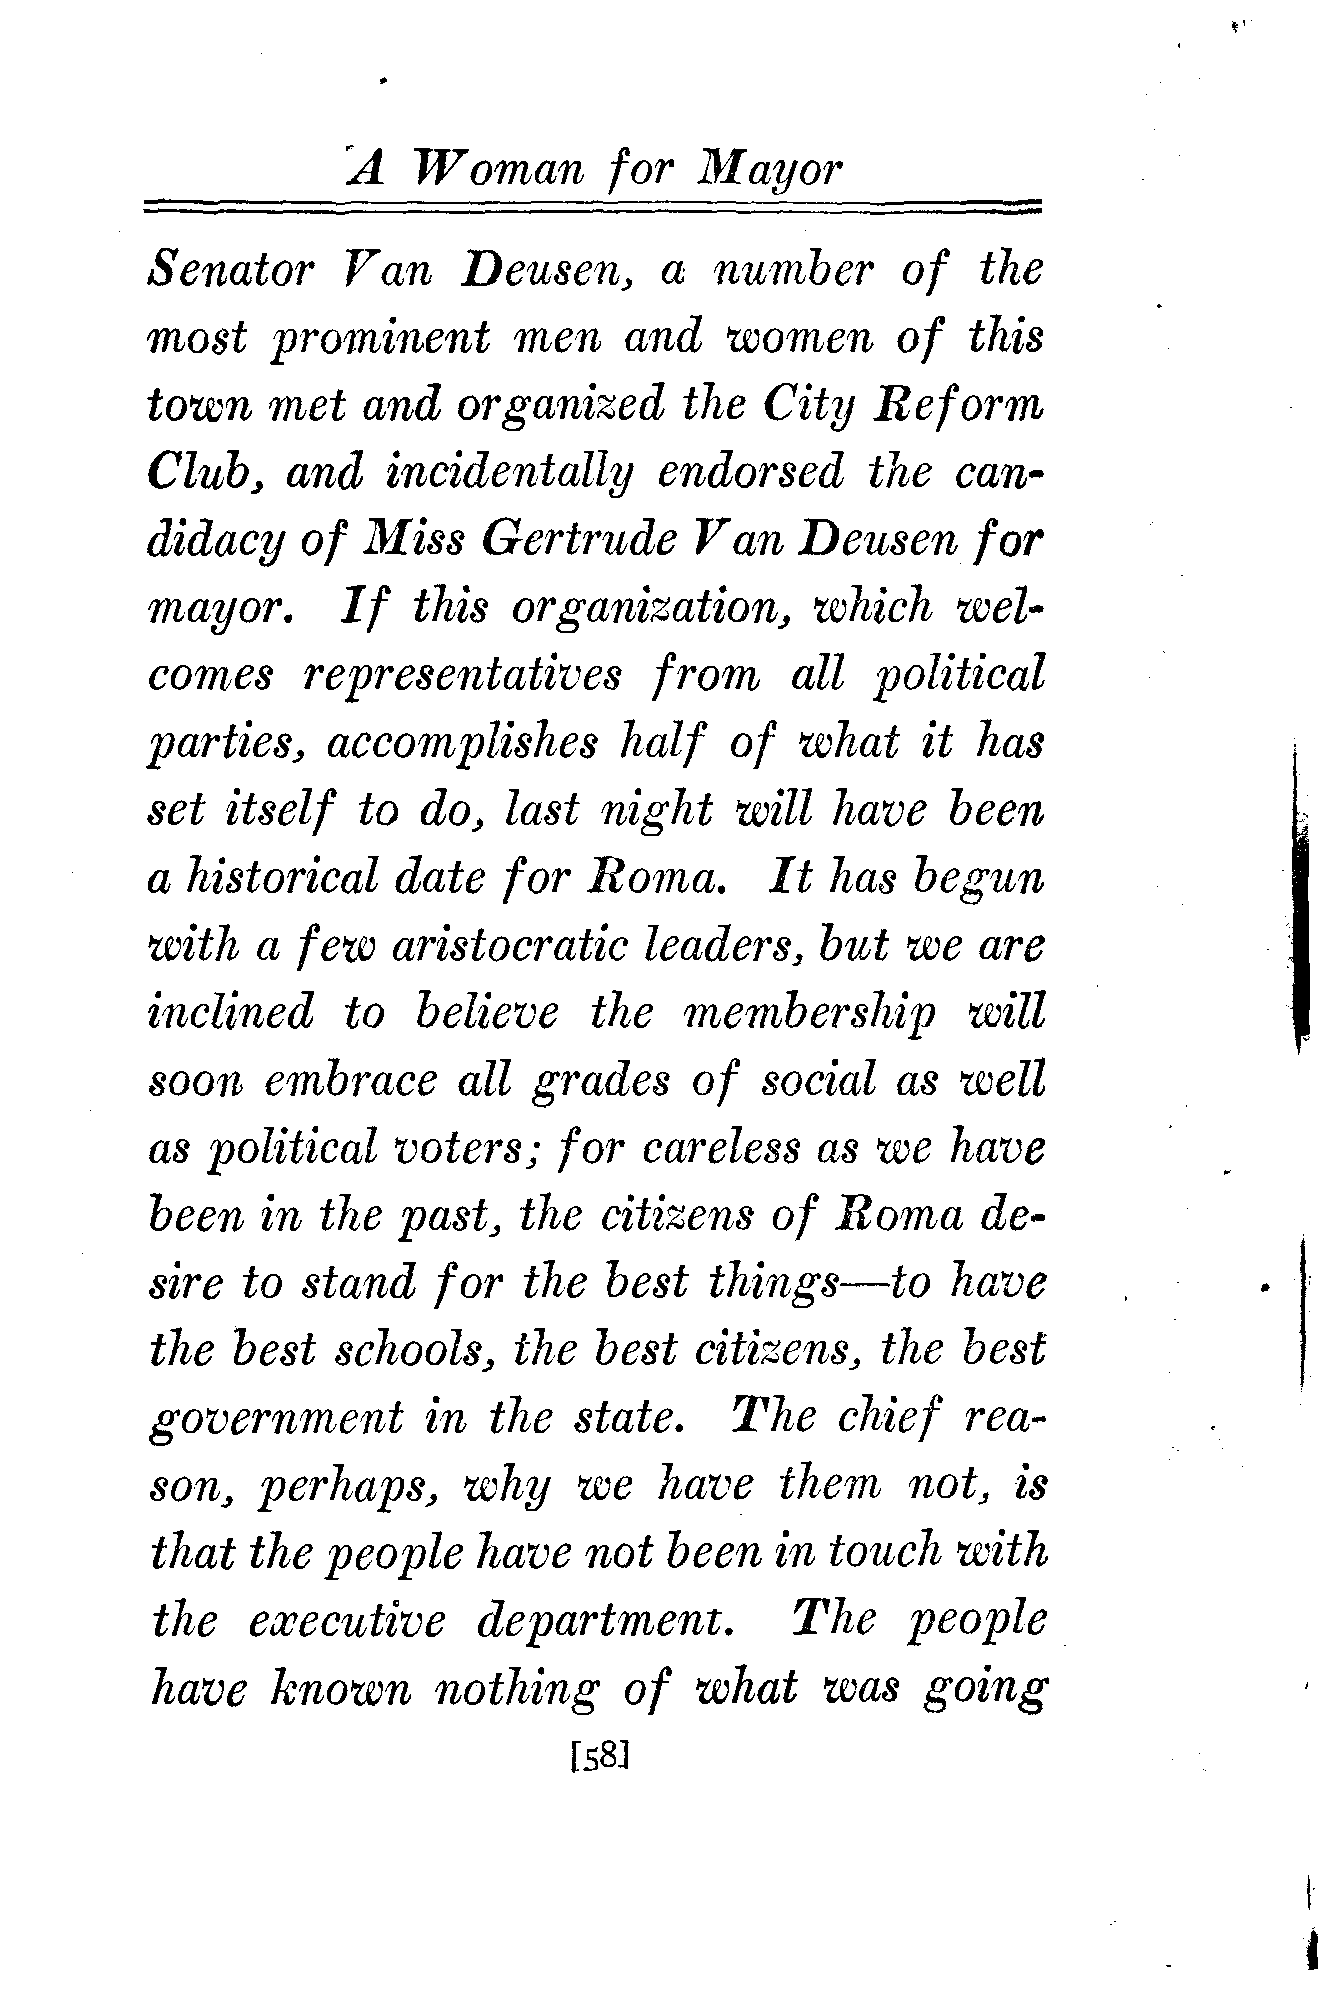 A Woman for Mayor
Senator Van Deusen, a number of the
most prominent men and women of this
town met and organized the City Reform
Club, and incidentally endorsed the can-
didacy of Miss Gertrude Van Deusen for
mayor. If this organization, which wel-
comes representatives from all political
parties, accomplishes half of what it has
set itself to do, last night will have been
a historical date for Roma. It has begun
with a few aristocratic leaders, but we are
inclined to believe the membership will
soon embrace all grades of social as well
as political voters; for careless as we have
been in the past, the citizens of Roma de-
sire to stand for the best things—to have
the best schools, the best citizens, the best
government in the state. The chief rea-
son, perhaps, why we have them not, is
that the people have not been in touch with
the executive department. The people
have known nothing of what was going
[58]